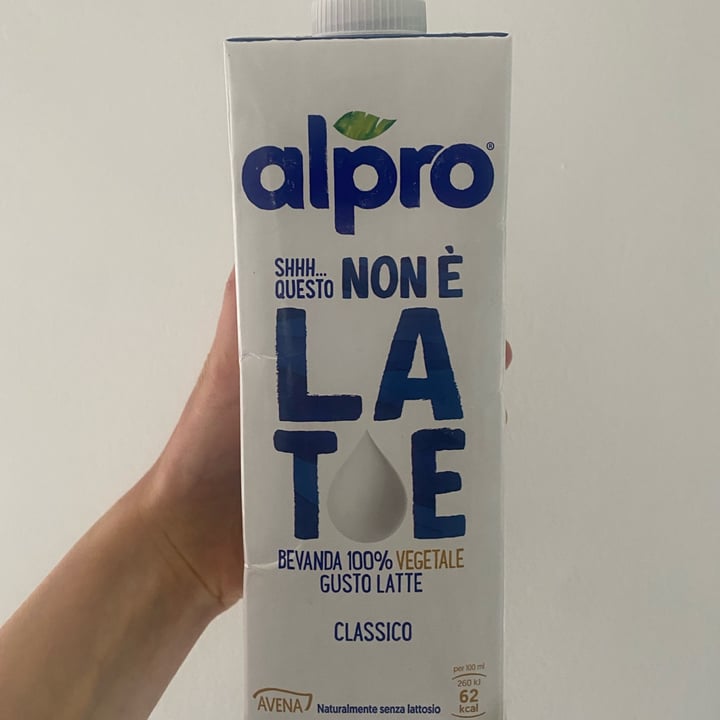 alpro®
SHHH... QUESTO NON È
LA
T E
BEVANDA 100% VEGETALE
GUSTO LATTE
CLASSICO
per 100 ml
260 kJ
62
kcal
AVENA
Naturalmente senza lattosio